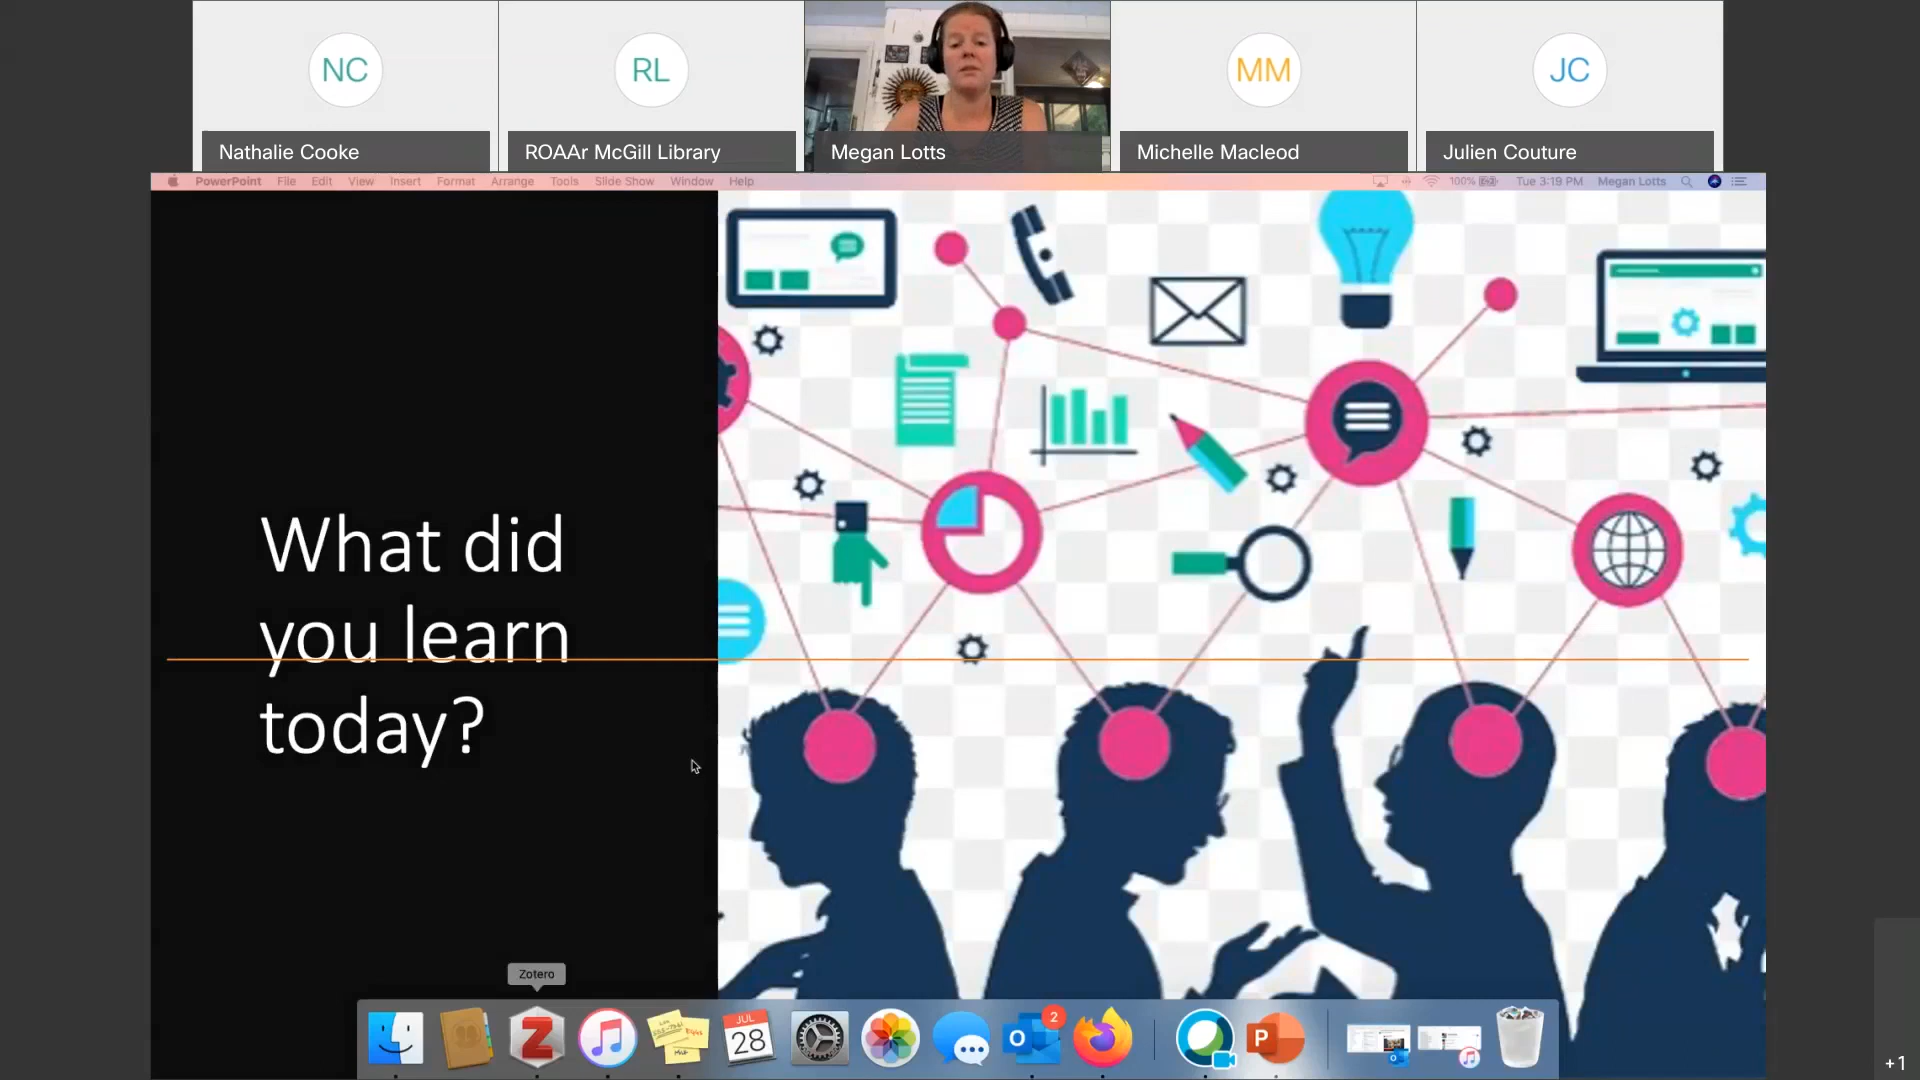 NC
RL
MM
JC
Nathalie Cooke
ROAAr McGill Library
Megan Lotts
Michelle Macleod
Julien Couture
PowerPoint File Edit View Insert Format Arrange Tools Slide Show Window Help
100% Tue 3:19 PM Megan Lotts
What did
you learn
today?
Zotero
Z
JUL
28
O
2
P
+1